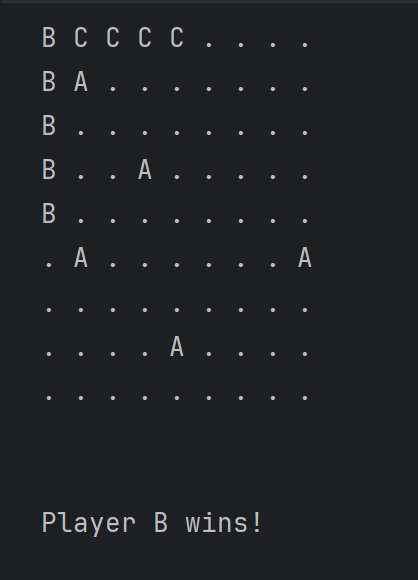 B C C C C . . . .
B A . . . . . . .
B . . . . . . . .
B . . A . . . . .
B . . . . . . . .
. A . . . . . . A
. . . . . . . . .
. . . . A . . . .
. . . . . . . . .
Player B wins!